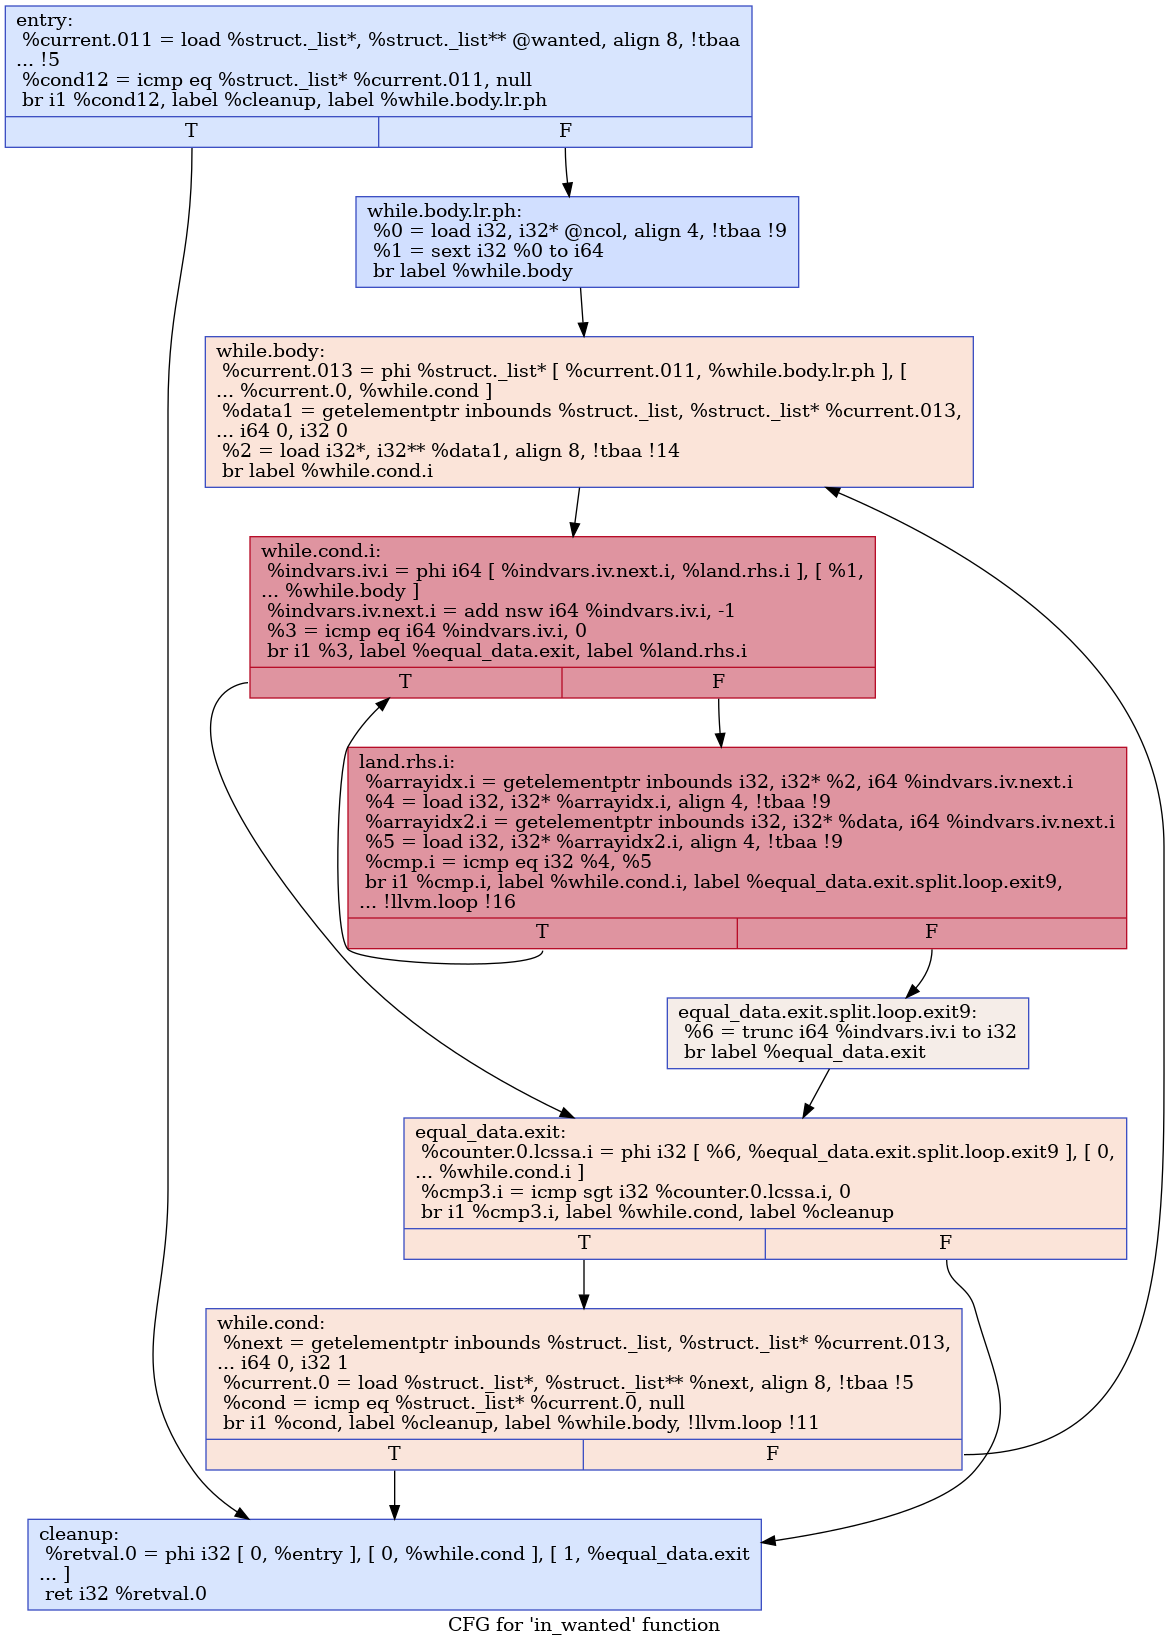 entry:
%current.011 = load %struct._list*, %struct._list** @wanted, align 8, !tbaa
... !5
%cond12 = icmp eq %struct._list* %current.011, null
br i1 %cond12, label %cleanup, label %while.body.lr.ph
T F
while.body.lr.ph:
%0 = load i32, i32* @ncol, align 4, !tbaa !9
%1 = sext i32 %0 to i64
br label %while.body
while.body:
%current.013 = phi %struct._list* [ %current.011, %while.body.lr.ph ], [
... %current.0, %while.cond ]
%data1 = getelementptr inbounds %struct._list, %struct._list* %current.013,
... i64 0, i32 0
%2 = load i32*, i32** %data1, align 8, !tbaa !14
br label %while.cond.i
while.cond.i:
%indvars.iv.i = phi i64 [ %indvars.iv.next.i, %land.rhs.i ], [ %1,
... %while.body ]
%indvars.iv.next.i = add nsw i64 %indvars.iv.i, -1
%3 = icmp eq i64 %indvars.iv.i, 0
br i1 %3, label %equal_data.exit, label %land.rhs.i
T F
land.rhs.i:
%arrayidx.i = getelementptr inbounds i32, i32* %2, i64 %indvars.iv.next.i
%4 = load i32, i32* %arrayidx.i, align 4, !tbaa !9
%arrayidx2.i = getelementptr inbounds i32, i32* %data, i64 %indvars.iv.next.i
%5 = load i32, i32* %arrayidx2.i, align 4, !tbaa !9
%cmp.i = icmp eq i32 %4, %5
br i1 %cmp.i, label %while.cond.i, label %equal_data.exit.split.loop.exit9,
... !llvm.loop !16
T F
equal_data.exit.split.loop.exit9:
%6 = trunc i64 %indvars.iv.i to i32
br label %equal_data.exit
equal_data.exit:
%counter.0.lcssa.i = phi i32 [ %6, %equal_data.exit.split.loop.exit9 ], [ 0,
... %while.cond.i ]
%cmp3.i = icmp sgt i32 %counter.0.lcssa.i, 0
br i1 %cmp3.i, label %while.cond, label %cleanup
T F
while.cond:
%next = getelementptr inbounds %struct._list, %struct._list* %current.013,
... i64 0, i32 1
%current.0 = load %struct._list*, %struct._list** %next, align 8, !tbaa !5
%cond = icmp eq %struct._list* %current.0, null
br i1 %cond, label %cleanup, label %while.body, !llvm.loop !11
T F
cleanup:
%retval.0 = phi i32 [ 0, %entry ], [ 0, %while.cond ], [ 1, %equal_data.exit
... ]
ret i32 %retval.0
CFG for 'in_wanted' function